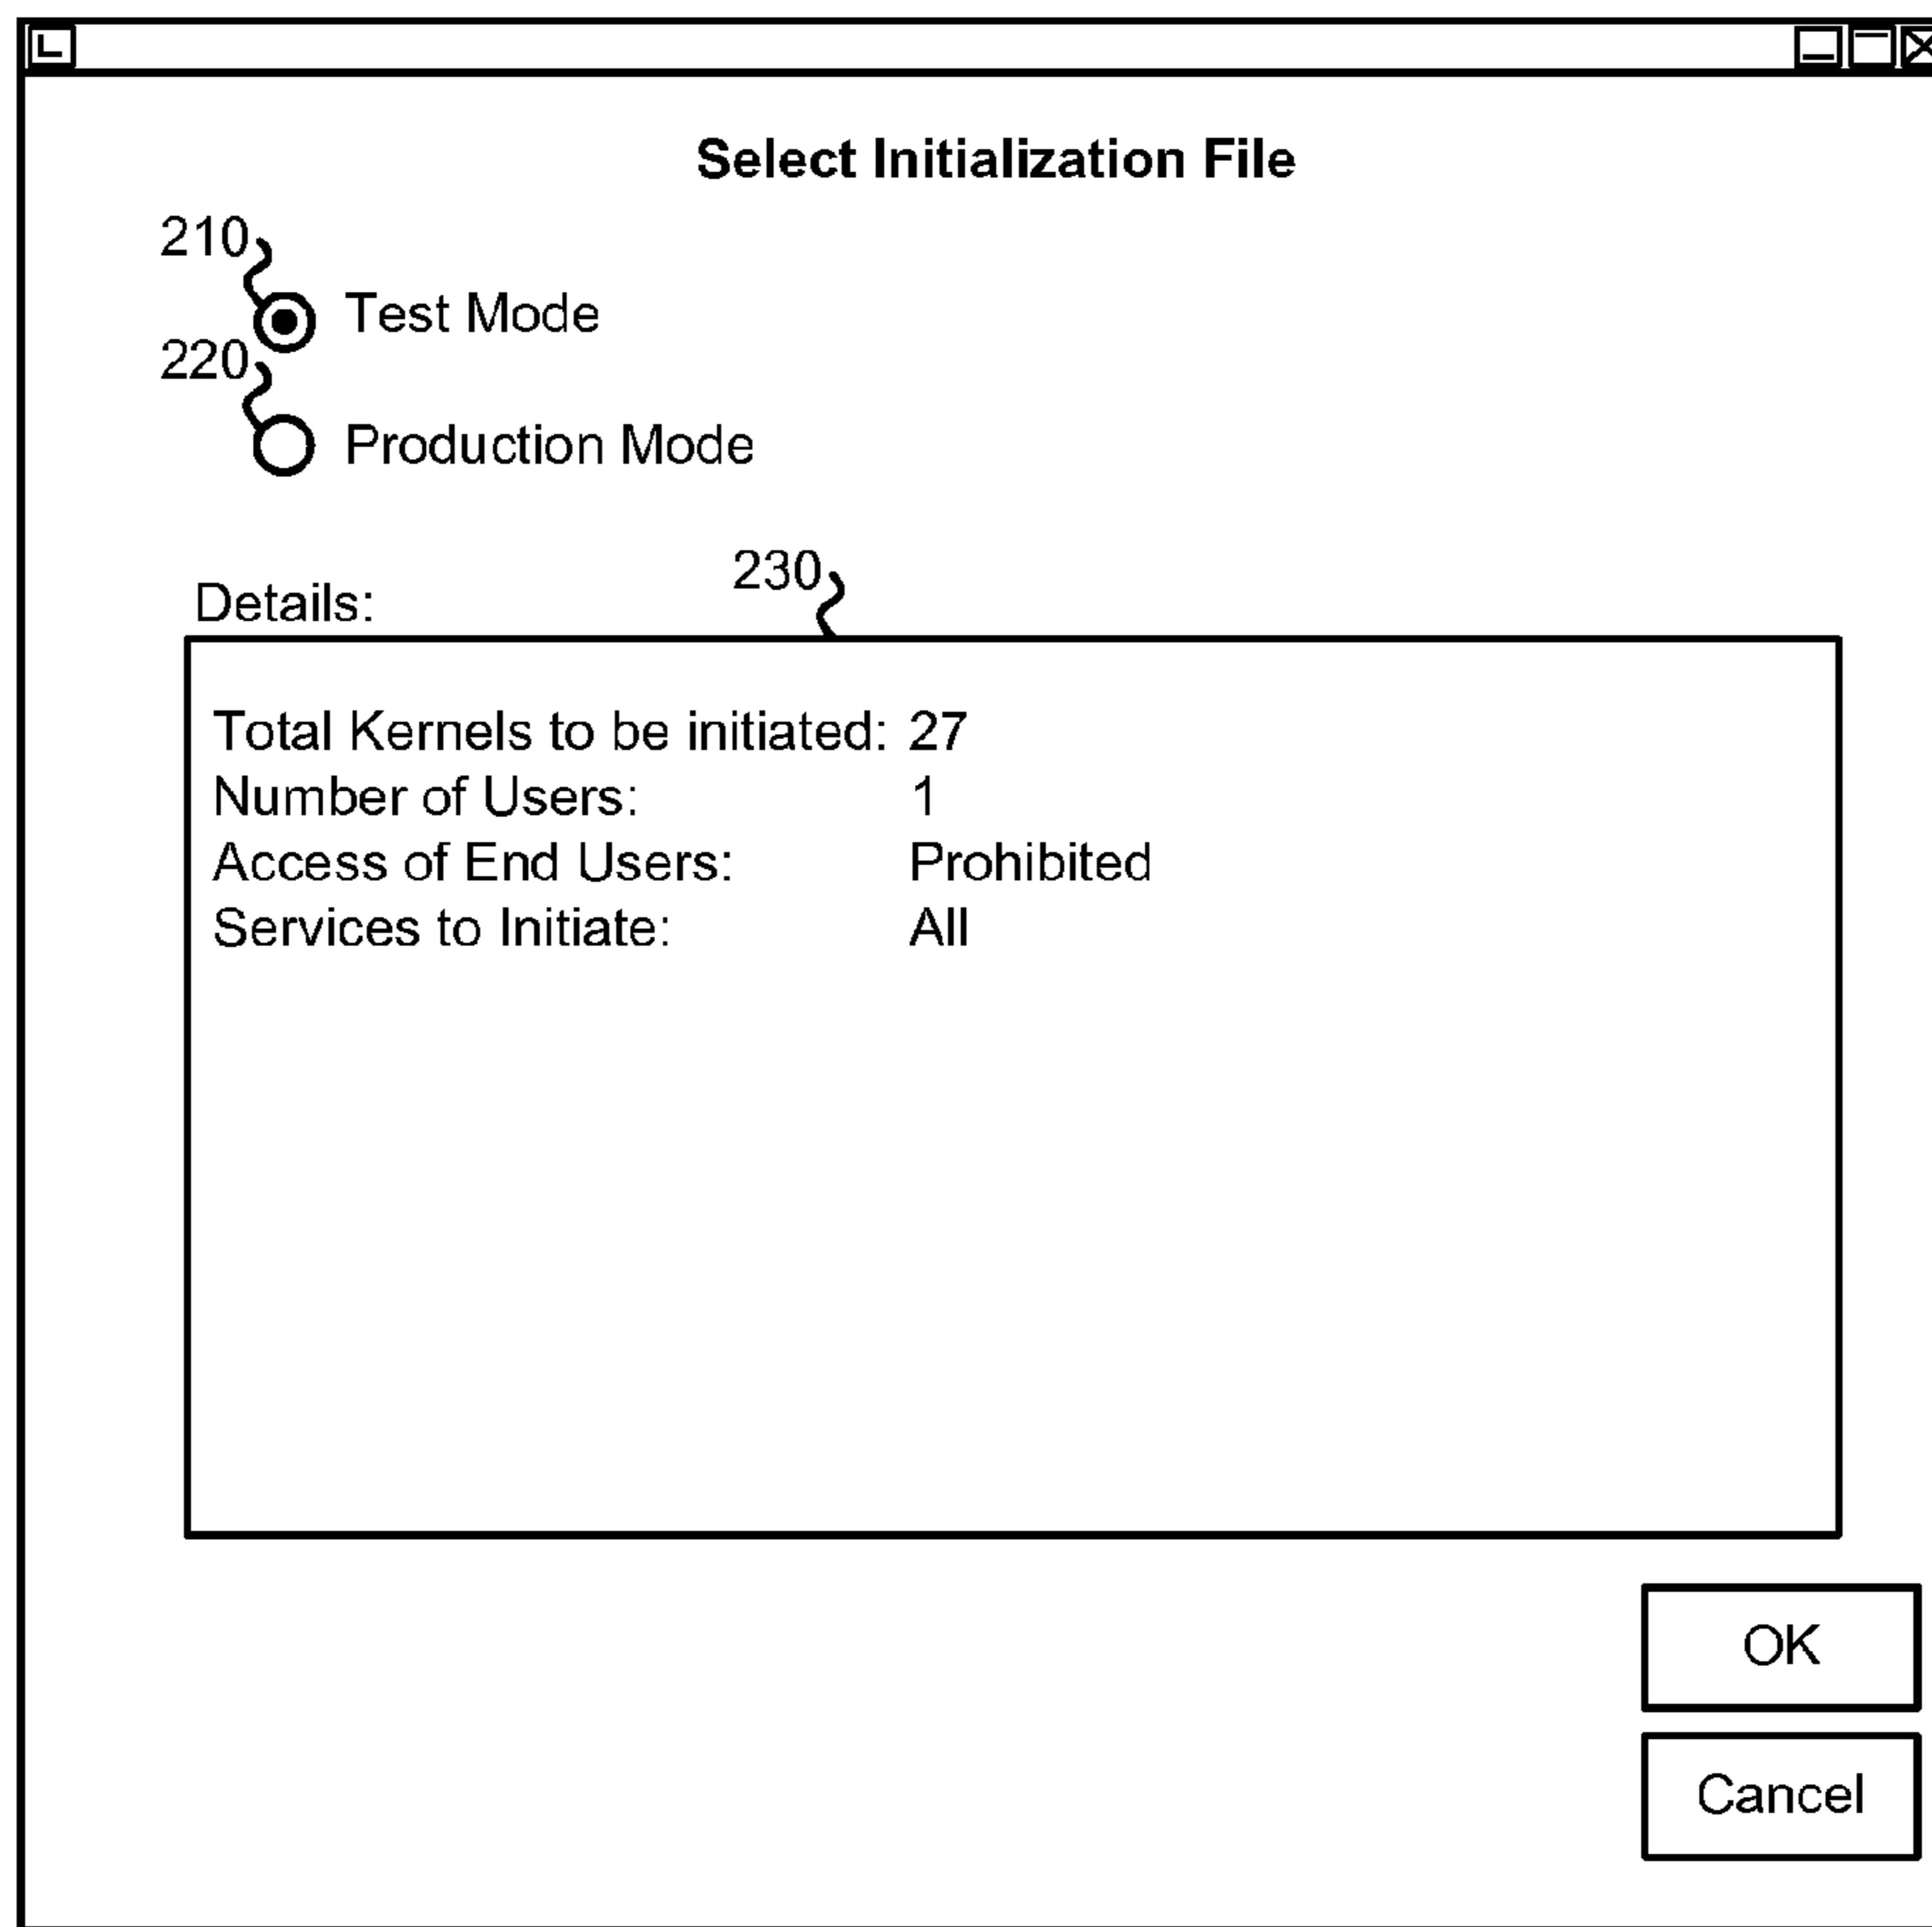 Select Initialization File
210
Test Mode
220
Production Mode
230
Details:
Total Kernels to be initiated: 27
Number of Users: 1
Access of End Users: Prohibited
Services to Initiate: All
OK
Cancel